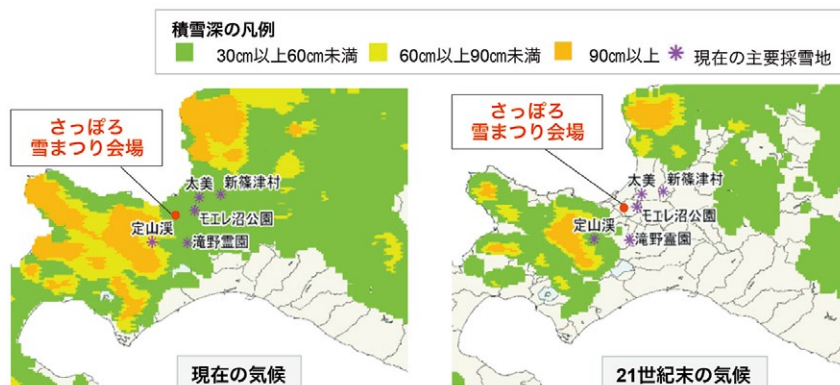 積雪深の凡例
30cm以上60cm未満
60cm以上90cm未満
90cm以上
現在の主要採雪地
さっぽろ
雪まつり会場
太美
新篠津村
モエレ沼公園
定山渓
滝野霊園
現在の気候
さっぽろ
雪まつり会場
太美
新篠津村
モエレ沼公園
定山渓
滝野霊園
21世紀末の気候